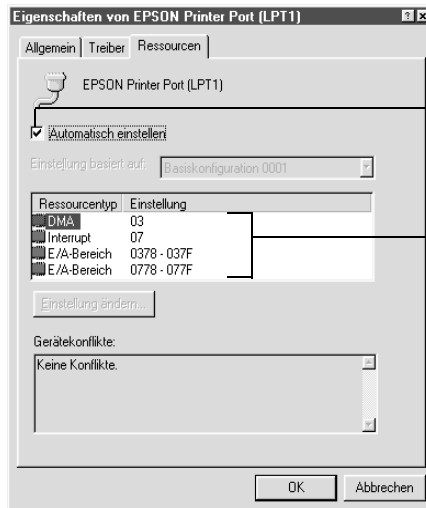 Eigenschaften von EPSON Printer Port (LPT1)
Allgemein Treiber Ressourcen
EPSON Printer Port (LPT1)
Automatisch einstellen
Einstellung basiert auf: Basiskonfiguration 0001
Ressourcentyp Einstellung
DMA 03
Interrupt 07
E/A-Bereich 0378 - 037F
E/A-Bereich 0778 - 077F
Einstellung ändern...
Gerätekonflikte:
Keine Konflikte.
OK Abbrechen